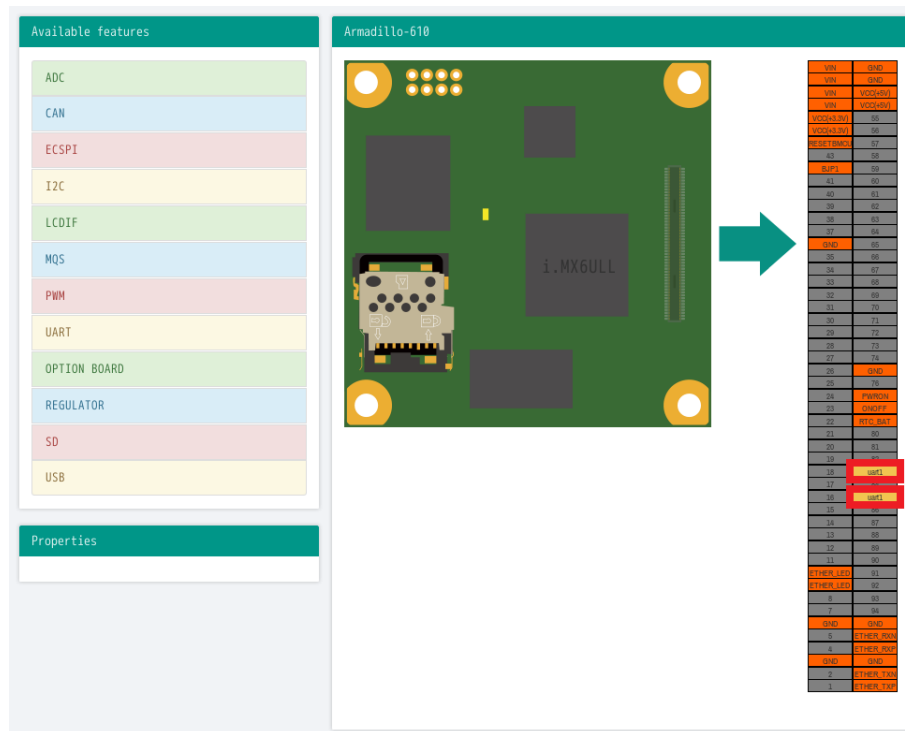 Available features
Armadillo-610
ADC
CAN
ECSPI
I2C
LCDIF
MQS
PWM
UART
OPTION BOARD
REGULATOR
SD
USB
Properties
i.MX6ULL
VIN GND
VIN GND
VIN VCC(+5V)
VIN VCC(+5V)
VCC(+3.3V) 55
VCC(+3.3V) 56
RESETBMCU 57
43 58
BJP1 59
41 60
40 61
39 62
38 63
37 64
GND 65
35 66
34 67
33 68
32 69
31 70
30 71
29 72
28 73
27 74
26 GND
25 76
24 PWRON
23 ONOFF
22 RTC_BAT
21 80
20 81
19
18 uart1
17
16 uart1
15
14 87
13 88
12 89
11 90
ETHER_LED 91
ETHER_LED 92
8 93
7 94
GND GND
5 ETHER_RXN
4 ETHER_RXP
GND GND
2 ETHER_TXN
1 ETHER_TXP